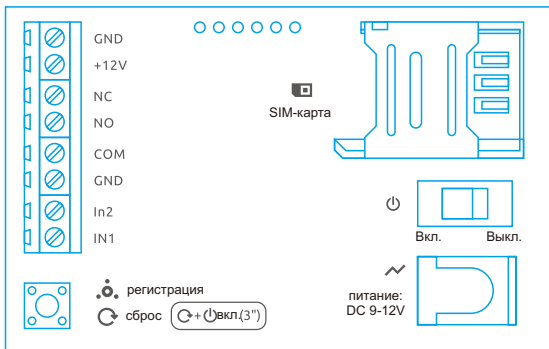 GND
+12V
NC
NO
COM
GND
In2
IN1
SIM-карта
Вкл. Выкл.
регистрация
сброс
+ вкл.(3")
питание:
DC 9-12V